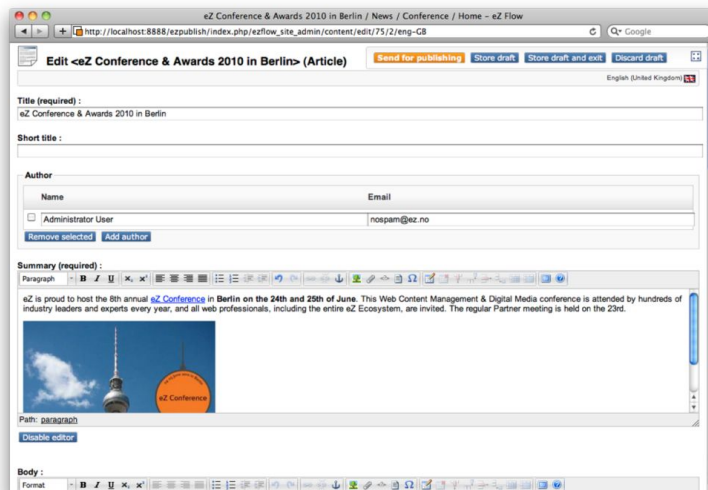 eZ Conference & Awards 2010 in Berlin / News / Conference / Home – eZ Flow
http://localhost:8888/ezpublish/index.php/ezflow_site_admin/content/edit/75/2/eng-GB
Google
Edit <eZ Conference & Awards 2010 in Berlin> (Article)
Send for publishing Store draft Store draft and exit Discard draft
English (United Kingdom)
Title (required) :
eZ Conference & Awards 2010 in Berlin
Short title :
Author
Name Email
Administrator User nospam@ez.no
Remove selected Add author
Summary (required) :
Paragraph B I U x₂ x² Ω
eZ is proud to host the 8th annual eZ Conference in Berlin on the 24th and 25th of June. This Web Content Management & Digital Media conference is attended by hundreds of
industry leaders and experts every year, and all web professionals, including the entire eZ Ecosystem, are invited. The regular Partner meeting is held on the 23rd.
eZ Conference
Path: paragraph
Disable editor
Body :
Format B I U x₂ x² Ω